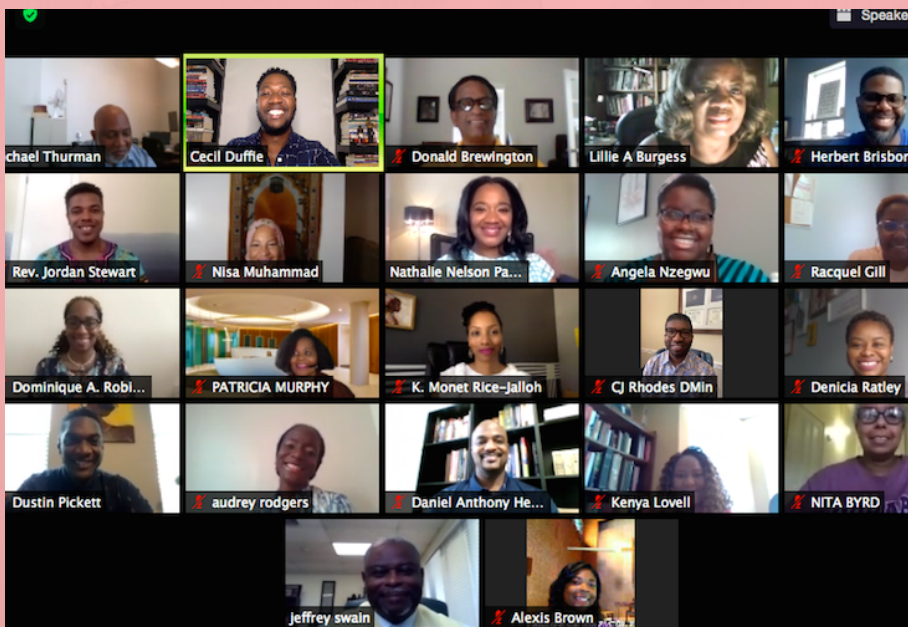 Speake
chael Thurman
Cecil Duffie
Donald Brewington
Lillie A Burgess
Herbert Brisbor
Rev. Jordan Stewart
Nisa Muhammad
Nathalie Nelson Pa...
Angela Nzegwu
Racquel Gill
Dominique A. Robi...
PATRICIA MURPHY
K. Monet Rice-Jalloh
CJ Rhodes DMin
Denicia Ratley
Dustin Pickett
audrey rodgers
Daniel Anthony He...
Kenya Lovell
NITA BYRD
jeffrey swain
Alexis Brown